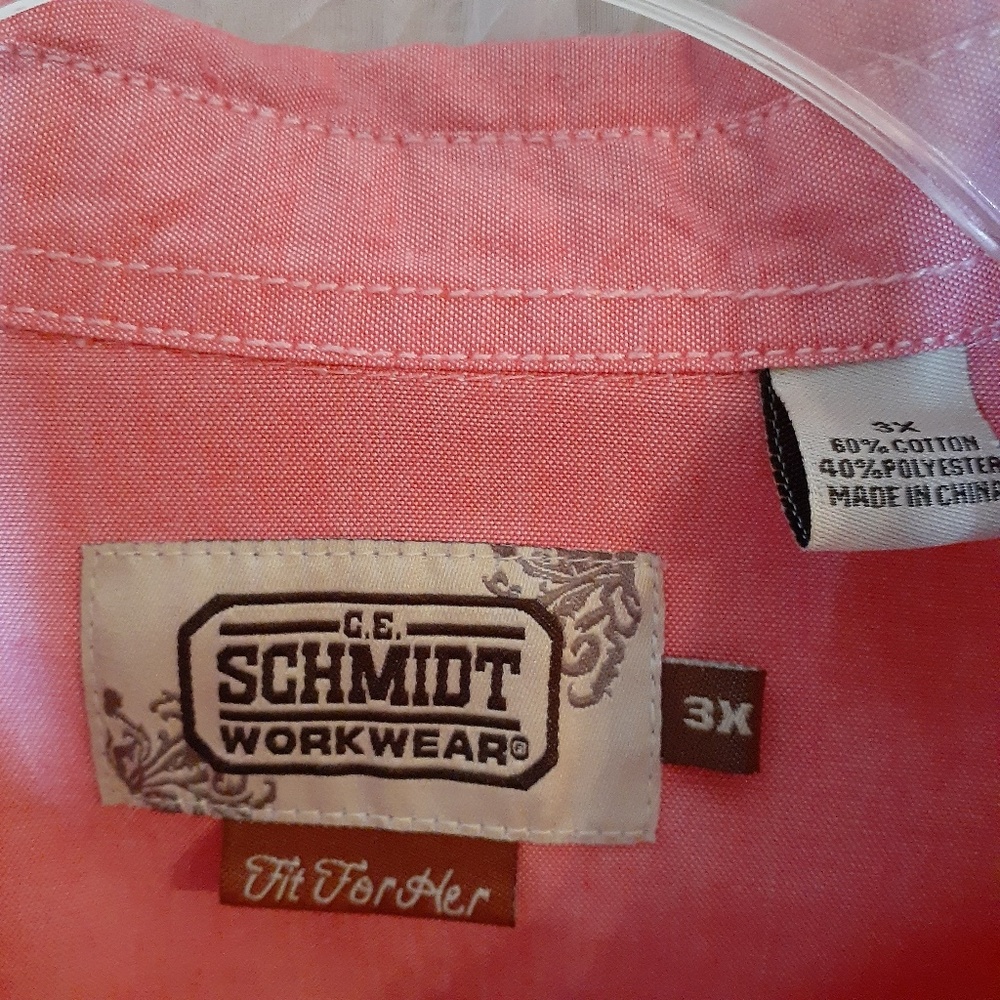 3X
60% COTTON
40% POLYESTER
MADE IN CHINA
C.E.
SCHMIDT
WORKWEAR®
3X
Fit For Her